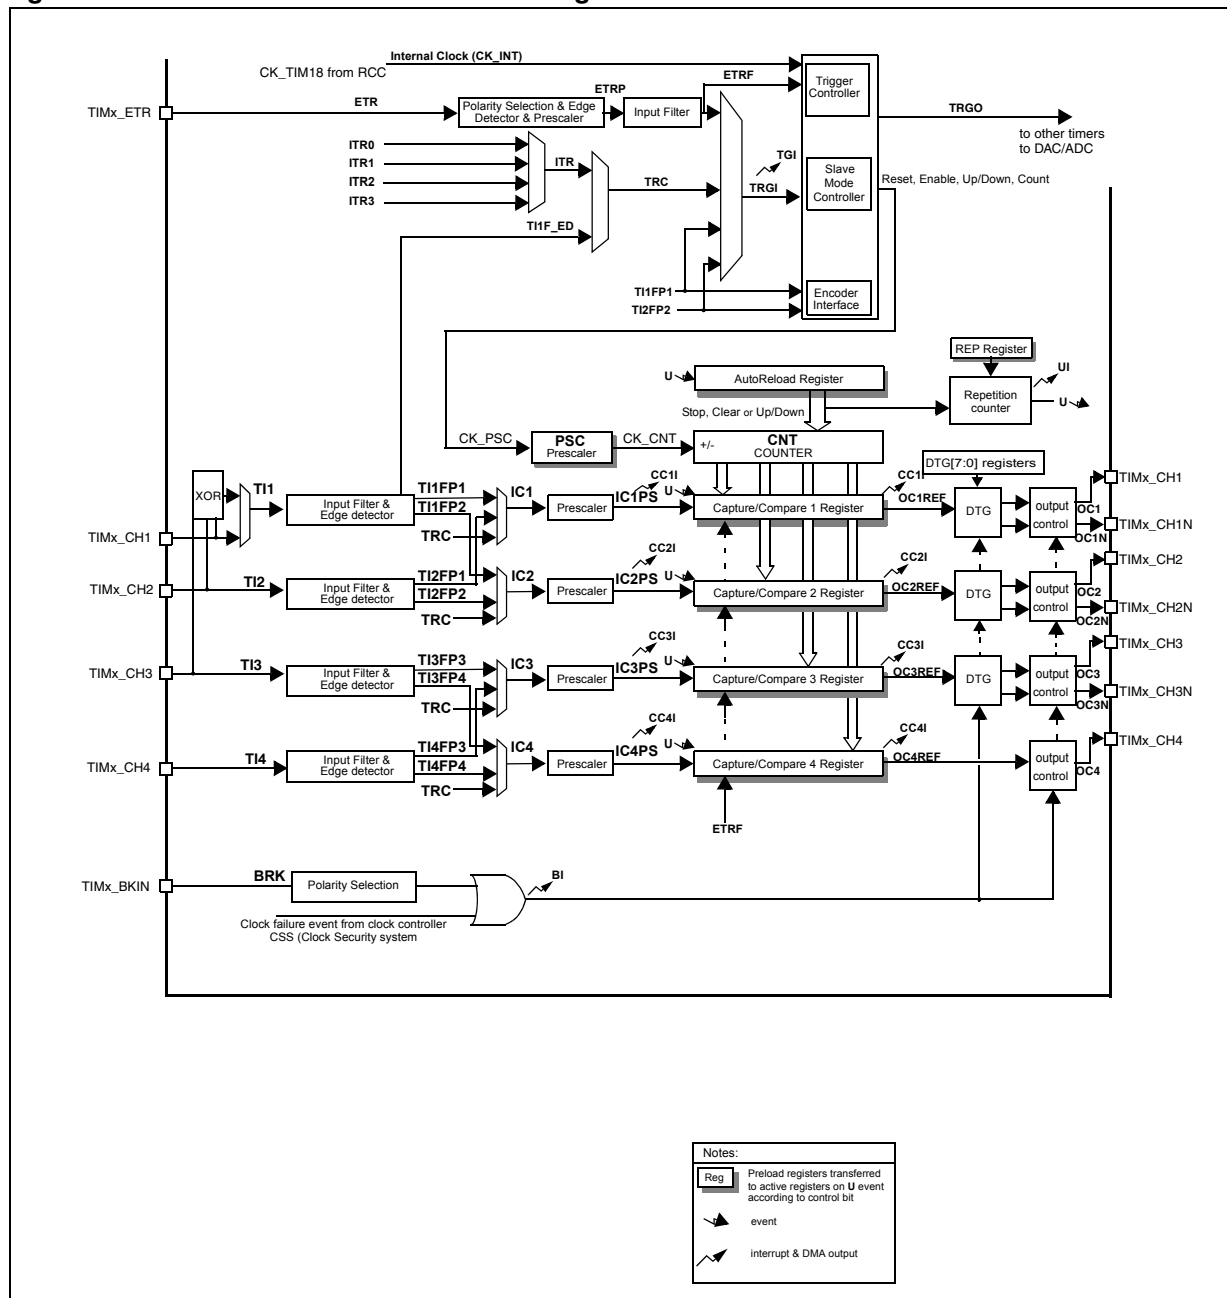 Internal Clock (CK_INT)
CK_TIM18 from RCC
ETRF
Trigger
Controller
ETR
ETRP
TIMx_ETR
Polarity Selection & Edge
Detector & Prescaler
Input Filter
TRGO
to other timers
to DAC/ADC
ITR0
ITR1
ITR2
ITR3
ITR
TRC
TGI
TRGI
Slave
Mode
Controller
Reset, Enable, Up/Down, Count
TI1F_ED
TI1FP1
TI2FP2
Encoder
Interface
REP Register
U
AutoReload Register
UI
Repetition
counter
U
Stop, Clear or Up/Down
CK_PSC
PSC
Prescaler
CK_CNT
+/-
CNT
COUNTER
DTG[7:0] registers
XOR
TI1
Input Filter &
Edge detector
TI1FP1
TI1FP2
TRC
IC1
Prescaler
IC1PS
CC1I
U
Capture/Compare 1 Register
CC1I
OC1REF
DTG
output
control
OC1
OC1N
TIMx_CH1
TIMx_CH1N
TIMx_CH1
TIMx_CH2
TI2
Input Filter &
Edge detector
TI2FP1
TI2FP2
TRC
IC2
Prescaler
IC2PS
CC2I
U
Capture/Compare 2 Register
CC2I
OC2REF
DTG
output
control
OC2
OC2N
TIMx_CH2
TIMx_CH2N
TIMx_CH3
TI3
Input Filter &
Edge detector
TI3FP3
TI3FP4
TRC
IC3
Prescaler
IC3PS
CC3I
U
Capture/Compare 3 Register
CC3I
OC3REF
DTG
output
control
OC3
OC3N
TIMx_CH3
TIMx_CH3N
TIMx_CH4
TI4
Input Filter &
Edge detector
TI4FP3
TI4FP4
TRC
IC4
Prescaler
IC4PS
CC4I
U
Capture/Compare 4 Register
CC4I
OC4REF
output
control
OC4
TIMx_CH4
ETRF
TIMx_BKIN
BRK
Polarity Selection
BI
Clock failure event from clock controller
CSS (Clock Security system
Notes:
Reg
Preload registers transferred
to active registers on U event
according to control bit
event
interrupt & DMA output